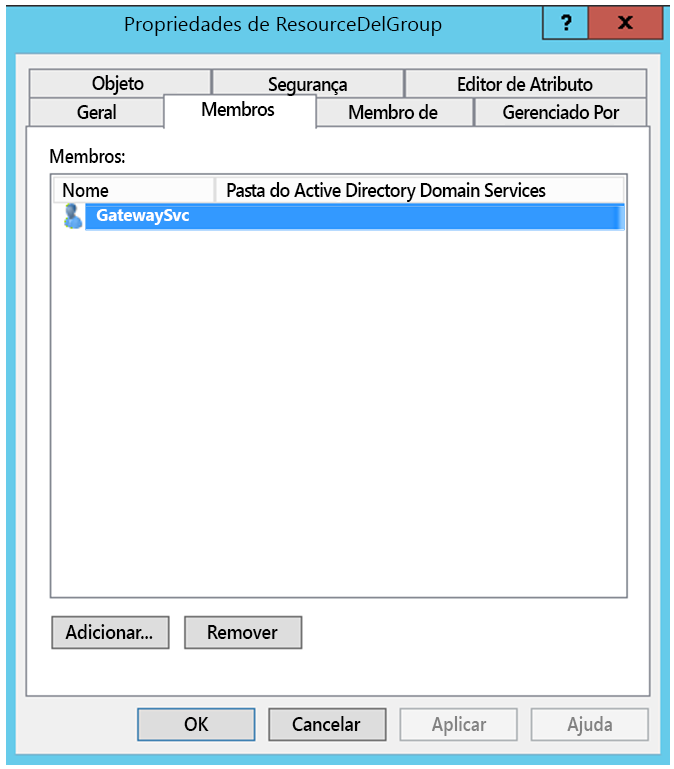 Propriedades de ResourceDelGroup
? x
Objeto Segurança Editor de Atributo
Geral Membros Membro de Gerenciado Por
Membros:
Nome Pasta do Active Directory Domain Services
GatewaySvc
Adicionar... Remover
OK Cancelar Aplicar Ajuda